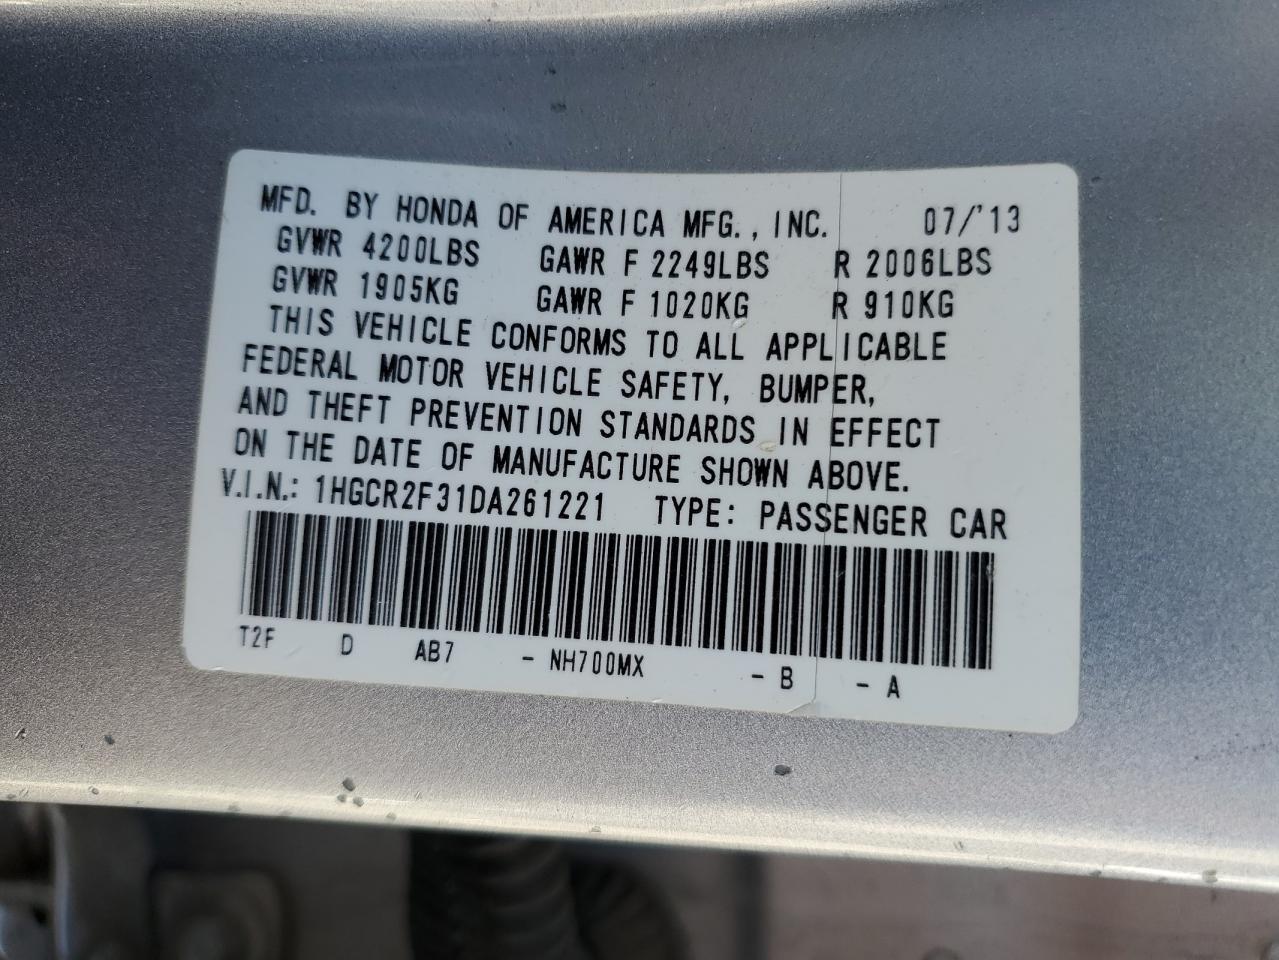 MFD. BY HONDA OF AMERICA MFG., INC. 07/'13
GVWR 4200LBS GAWR F 2249LBS R 2006LBS
GVWR 1905KG GAWR F 1020KG R 910KG
THIS VEHICLE CONFORMS TO ALL APPLICABLE
FEDERAL MOTOR VEHICLE SAFETY, BUMPER,
AND THEFT PREVENTION STANDARDS IN EFFECT
ON THE DATE OF MANUFACTURE SHOWN ABOVE.
V.I.N.: 1HGCR2F31DA261221 TYPE: PASSENGER CAR
T2F D AB7 - NH700MX - B - A